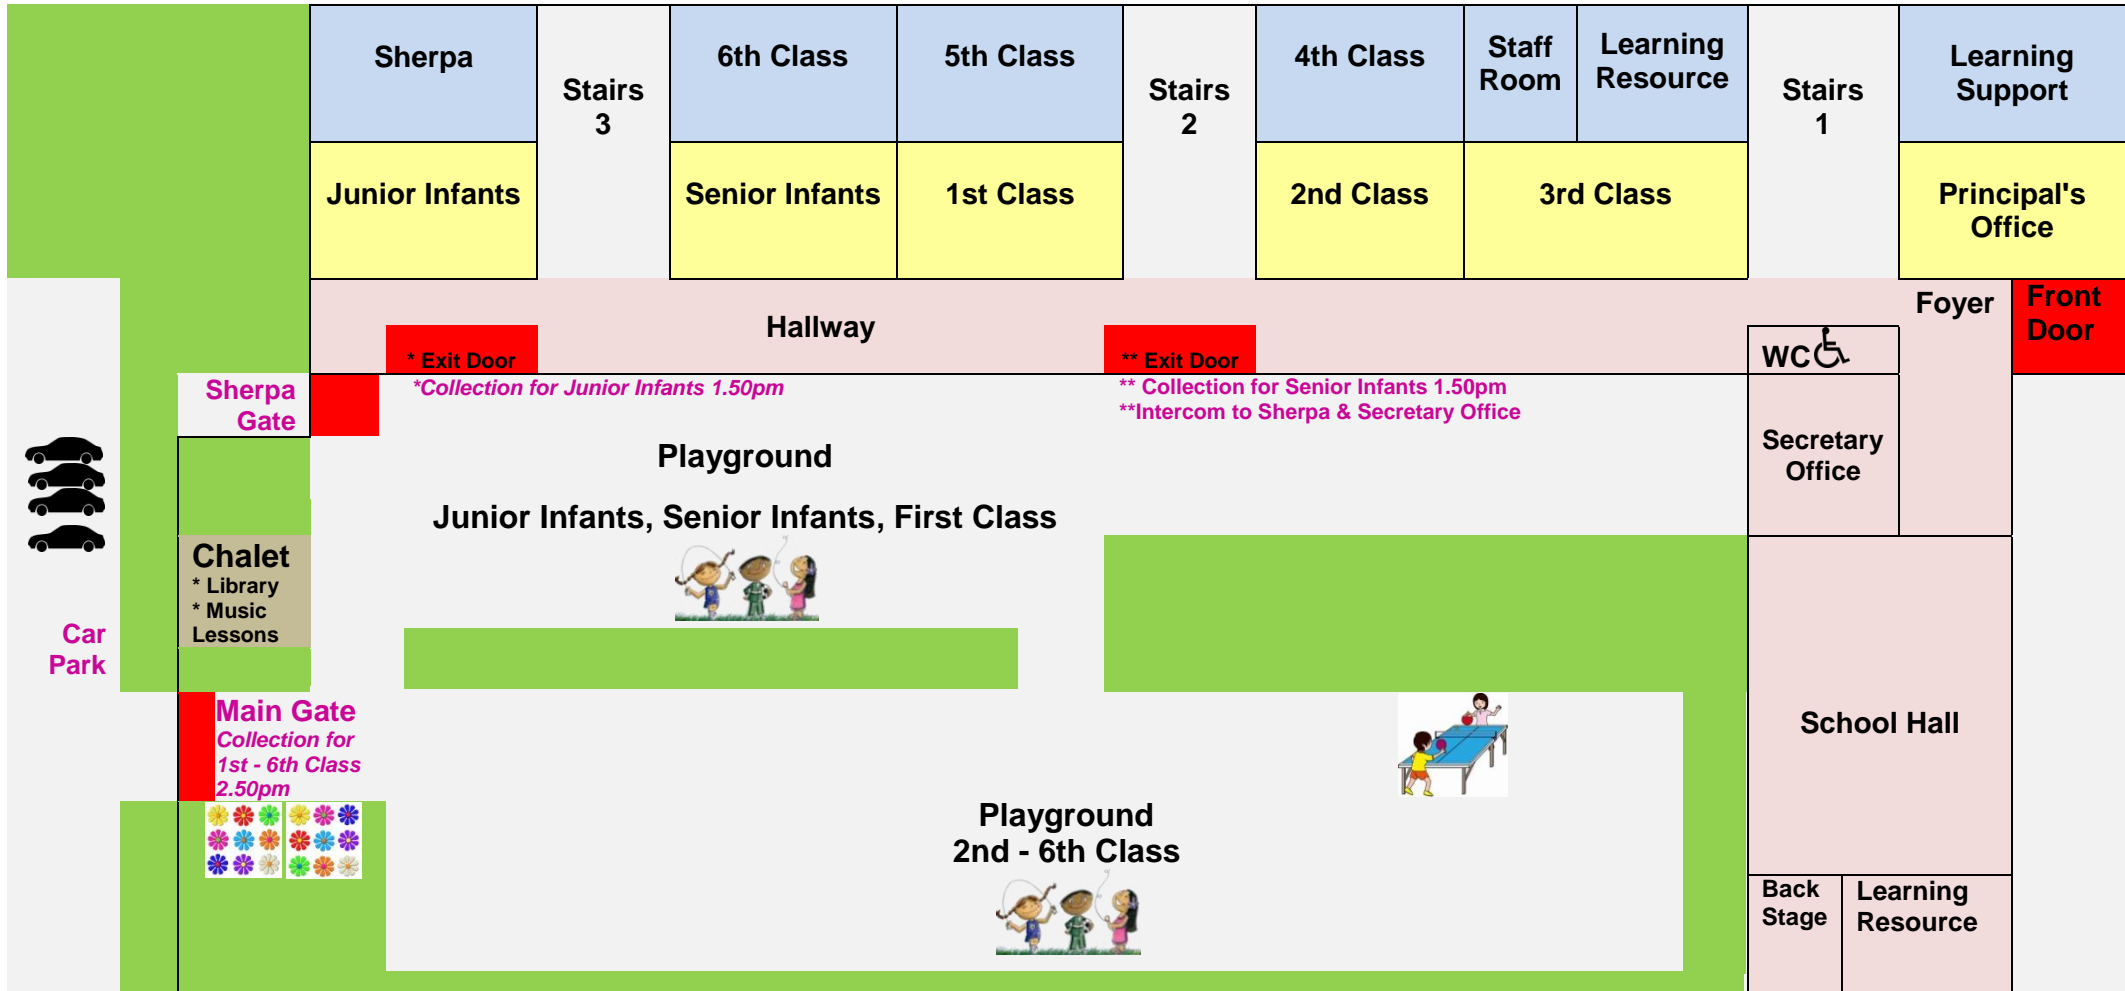 Sherpa
Stairs
3
6th Class
5th Class
Stairs
2
4th Class
Staff
Room
Learning
Resource
Stairs
1
Learning
Support
Junior Infants
Senior Infants
1st Class
2nd Class
3rd Class
Principal's
Office
Hallway
Foyer
Front
Door
* Exit Door
** Exit Door
WC
Sherpa
Gate
*Collection for Junior Infants 1.50pm
** Collection for Senior Infants 1.50pm
**Intercom to Sherpa & Secretary Office
Secretary
Office
Playground
Junior Infants, Senior Infants, First Class
Chalet
* Library
* Music
Lessons
Car
Park
Main Gate
Collection for
1st - 6th Class
2.50pm
School Hall
Playground
2nd - 6th Class
Back
Stage
Learning
Resource